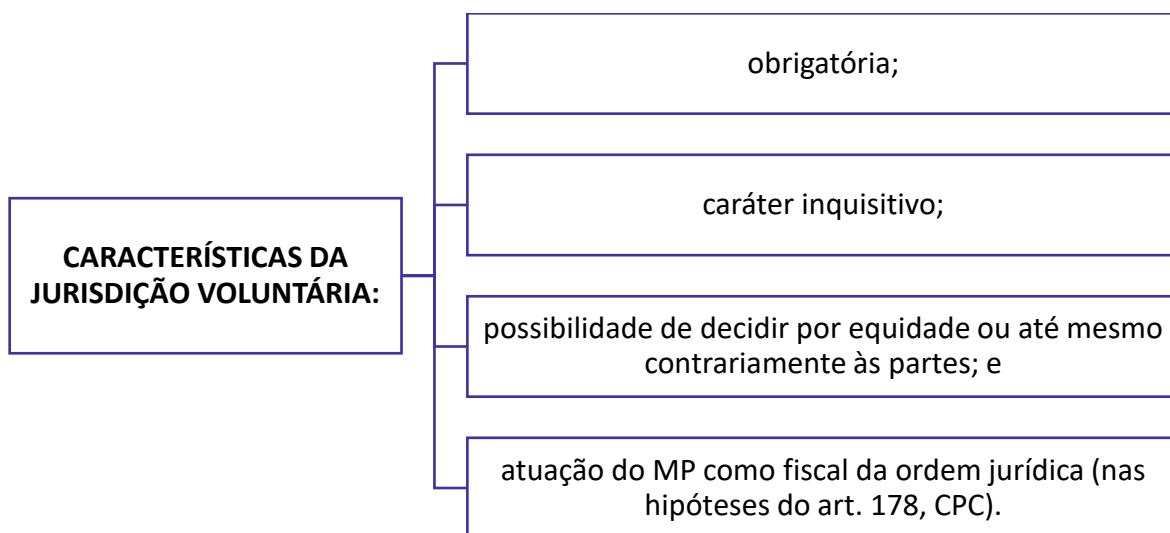 CARACTERÍSTICAS DA
JURISDIÇÃO VOLUNTÁRIA:
obrigatória;
caráter inquisitivo;
possibilidade de decidir por equidade ou até mesmo
contrariamente às partes; e
atuação do MP como fiscal da ordem jurídica (nas
hipóteses do art. 178, CPC).